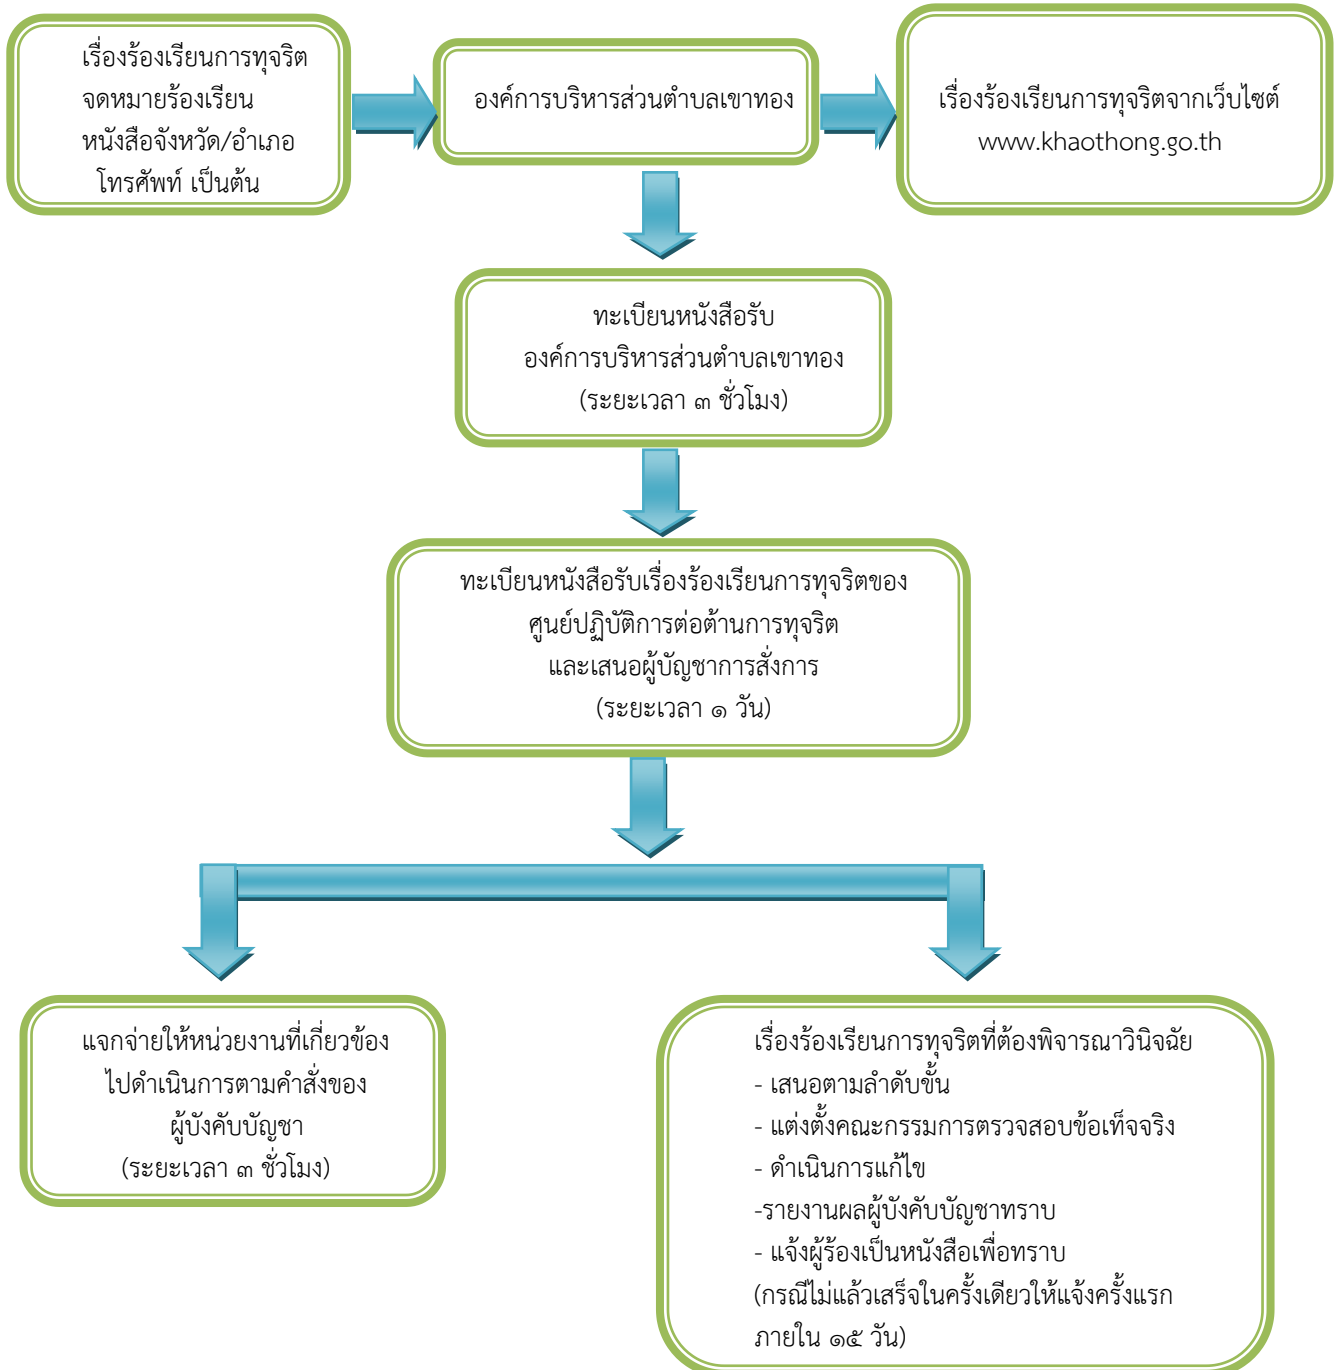 เรื่องร้องเรียนการทุจริต
จดหมายร้องเรียน
หนังสือจังหวัด/อำเภอ
โทรศัพท์ เป็นต้น
องค์การบริหารส่วนตำบลเขาทอง
เรื่องร้องเรียนการทุจริตจากเว็บไซต์
www.khaothong.go.th
ทะเบียนหนังสือรับ
องค์การบริหารส่วนตำบลเขาทอง
(ระยะเวลา ๓ ชั่วโมง)
ทะเบียนหนังสือรับเรื่องร้องเรียนการทุจริตของ
ศูนย์ปฏิบัติการต่อต้านการทุจริต
และเสนอผู้บัญชาการสั่งการ
(ระยะเวลา ๑ วัน)
แจกจ่ายให้หน่วยงานที่เกี่ยวข้อง
ไปดำเนินการตามคำสั่งของ
ผู้บังคับบัญชา
(ระยะเวลา ๓ ชั่วโมง)
เรื่องร้องเรียนการทุจริตที่ต้องพิจารณาวินิจฉัย
- เสนอตามลำดับขั้น
- แต่งตั้งคณะกรรมการตรวจสอบข้อเท็จจริง
- ดำเนินการแก้ไข
-รายงานผลผู้บังคับบัญชาทราบ
- แจ้งผู้ร้องเป็นหนังสือเพื่อทราบ
(กรณีไม่แล้วเสร็จในครั้งเดียวให้แจ้งครั้งแรก
ภายใน ๑๕ วัน)